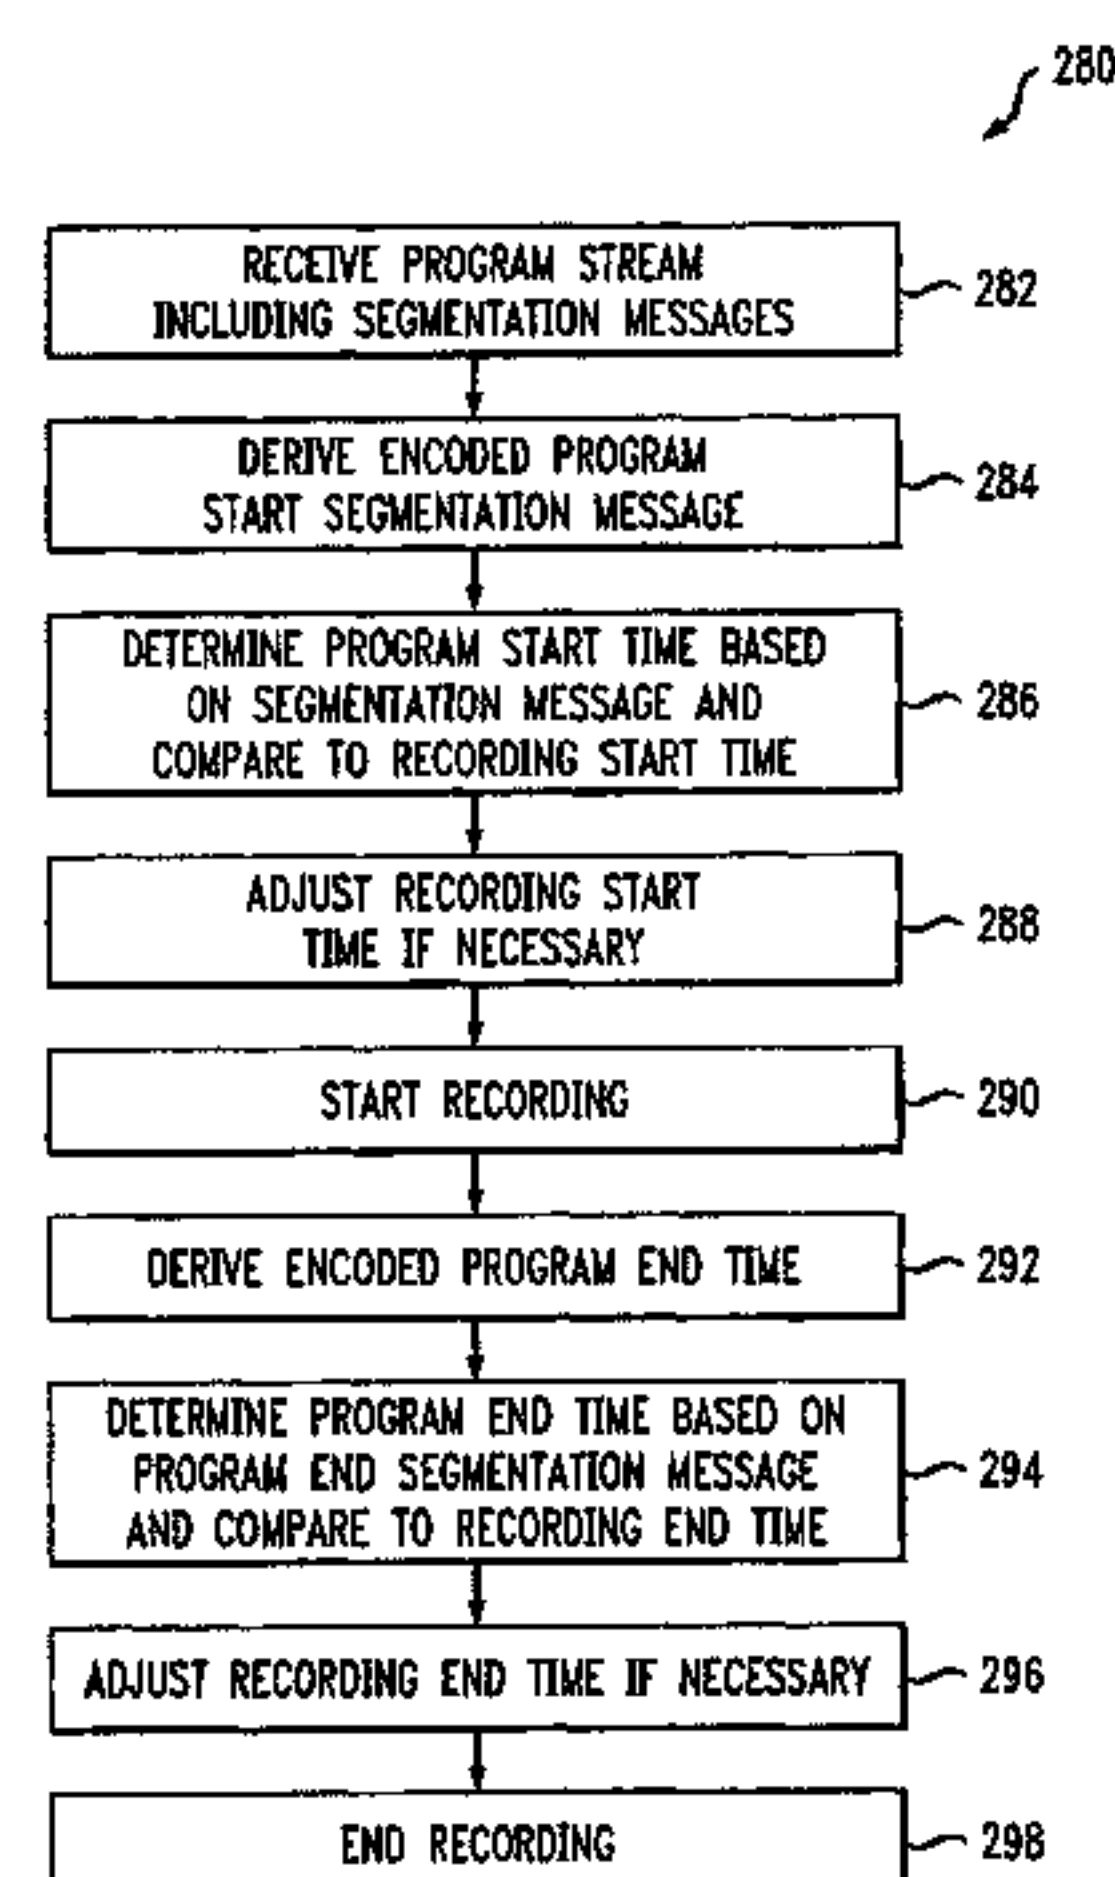 280
RECEIVE PROGRAM STREAM
INCLUDING SEGMENTATION MESSAGES
282
DERIVE ENCODED PROGRAM
START SEGMENTATION MESSAGE
284
DETERMINE PROGRAM START TIME BASED
ON SEGMENTATION MESSAGE AND
COMPARE TO RECORDING START TIME
286
ADJUST RECORDING START
TIME IF NECESSARY
288
START RECORDING
290
DERIVE ENCODED PROGRAM END TIME
292
DETERMINE PROGRAM END TIME BASED ON
PROGRAM END SEGMENTATION MESSAGE
AND COMPARE TO RECORDING END TIME
294
ADJUST RECORDING END TIME IF NECESSARY
296
END RECORDING
298